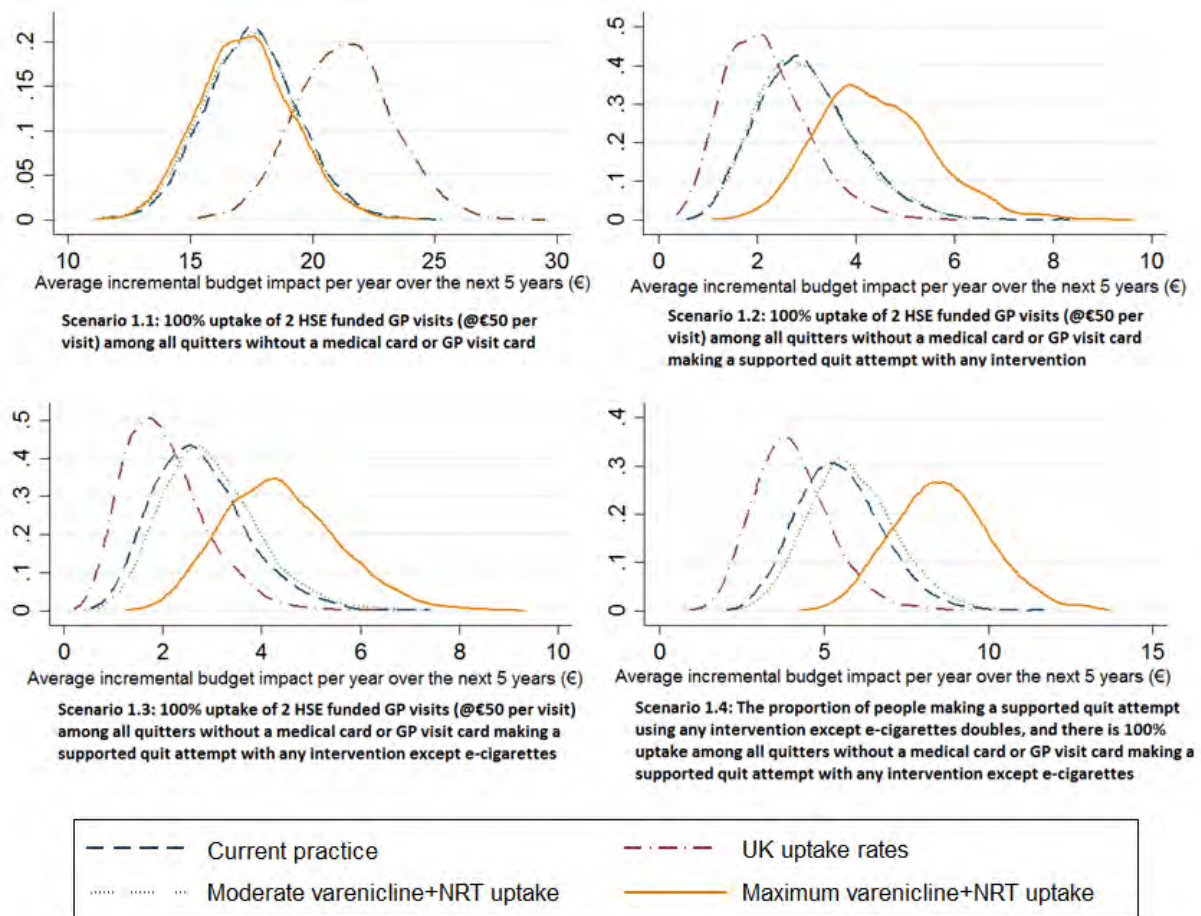 .2
.15
.1
.05
0
10 15 20 25 30
Average incremental budget impact per year over the next 5 years (€)
Scenario 1.1: 100% uptake of 2 HSE funded GP visits (@€50 per
visit) among all quitters wihtout a medical card or GP visit card
.5
.4
.3
.2
.1
0
0 2 4 6 8 10
Average incremental budget impact per year over the next 5 years (€)
Scenario 1.2: 100% uptake of 2 HSE funded GP visits (@€50 per
visit) among all quitters without a medical card or GP visit card
making a supported quit attempt with any intervention
.5
.4
.3
.2
.1
0
0 2 4 6 8 10
Average incremental budget impact per year over the next 5 years (€)
Scenario 1.3: 100% uptake of 2 HSE funded GP visits (@€50 per visit)
among all quitters without a medical card or GP visit card making a
supported quit attempt with any intervention except e-cigarettes
.4
.3
.2
.1
0
0 5 10 15
Average incremental budget impact per year over the next 5 years (€)
Scenario 1.4: The proportion of people making a supported quit attempt
using any intervention except e-cigarettes doubles, and there is 100%
uptake among all quitters without a medical card or GP visit card making a
supported quit attempt with any intervention except e-cigarettes
Current practice
UK uptake rates
Moderate varenicline+NRT uptake
Maximum varenicline+NRT uptake